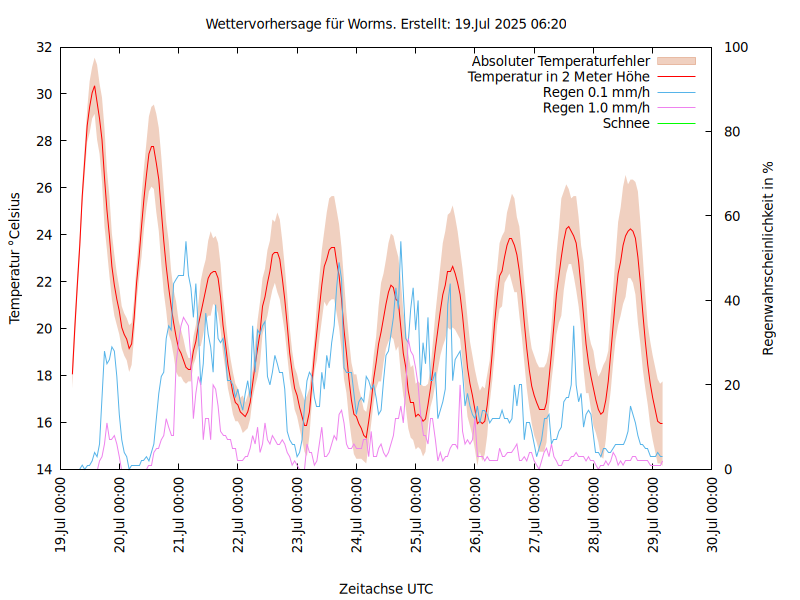 Wettervorhersage für Worms. Erstellt: 19.Jul 2025 06:20
Absoluter Temperaturfehler
Temperatur in 2 Meter Höhe
Regen 0.1 mm/h
Regen 1.0 mm/h
Schnee
32
30
28
26
24
22
20
18
16
14
100
80
60
40
20
0
Temperatur °Celsius
Regenwahrscheinlichkeit in %
19.Jul 00:00
20.Jul 00:00
21.Jul 00:00
22.Jul 00:00
23.Jul 00:00
24.Jul 00:00
25.Jul 00:00
26.Jul 00:00
27.Jul 00:00
28.Jul 00:00
29.Jul 00:00
30.Jul 00:00
Zeitachse UTC